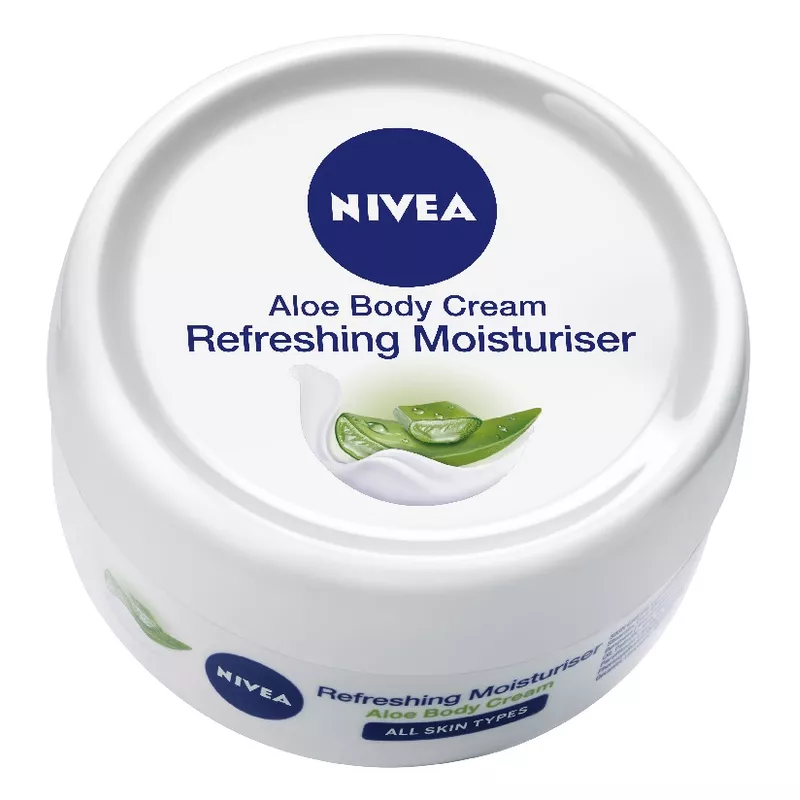 NIVEA
Aloe Body Cream
Refreshing Moisturiser
NIVEA
Refreshing Moisturiser
Aloe Body Cream
ALL SKIN TYPES